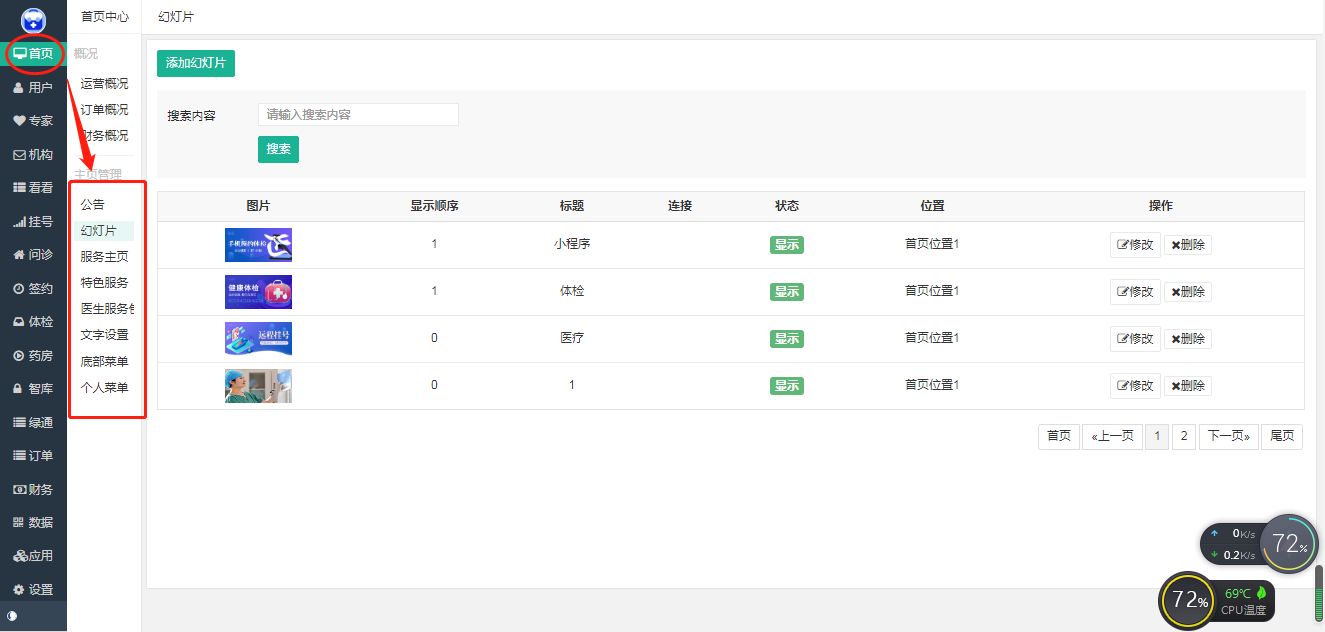 首页
用户
专家
机构
看看
挂号
问诊
签约
体检
药房
智库
绿通
订单
财务
数据
应用
设置
首页中心
概况
运营概况
订单概况
财务概况
主页管理
公告
幻灯片
服务主页
特色服务
医生服务包
文字设置
底部菜单
个人菜单
幻灯片
添加幻灯片
搜索内容 请输入搜索内容
搜索
图片 显示顺序 标题 连接 状态 位置 操作
手机预约体检
1 小程序 显示 首页位置1 修改 删除
健康体检
1 体检 显示 首页位置1 修改 删除
远程挂号
0 医疗 显示 首页位置1 修改 删除
0 1 显示 首页位置1 修改 删除
首页 «上一页 1 2 下一页» 尾页
0K/s
0.2K/s
72%
72%
69℃
CPU温度